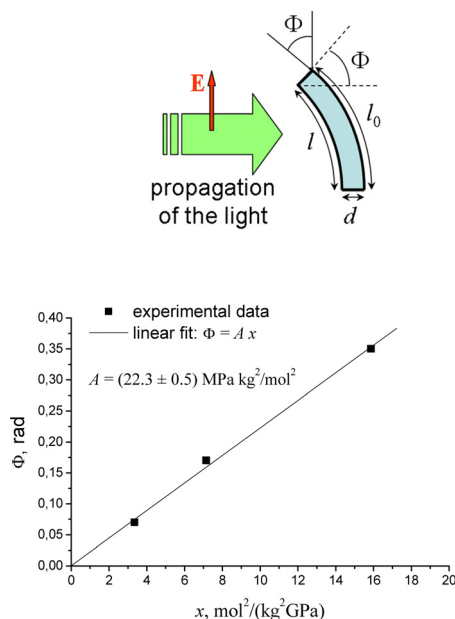 Φ
Φ
E
l₀
l
propagation
of the light
d
experimental data
linear fit: Φ = A x
A = (22.3 ± 0.5) MPa kg²/mol²
0,40
0,35
0,30
0,25
0,20
0,15
0,10
0,05
0,00
Φ, rad
0 2 4 6 8 10 12 14 16 18 20
x, mol²/(kg²GPa)